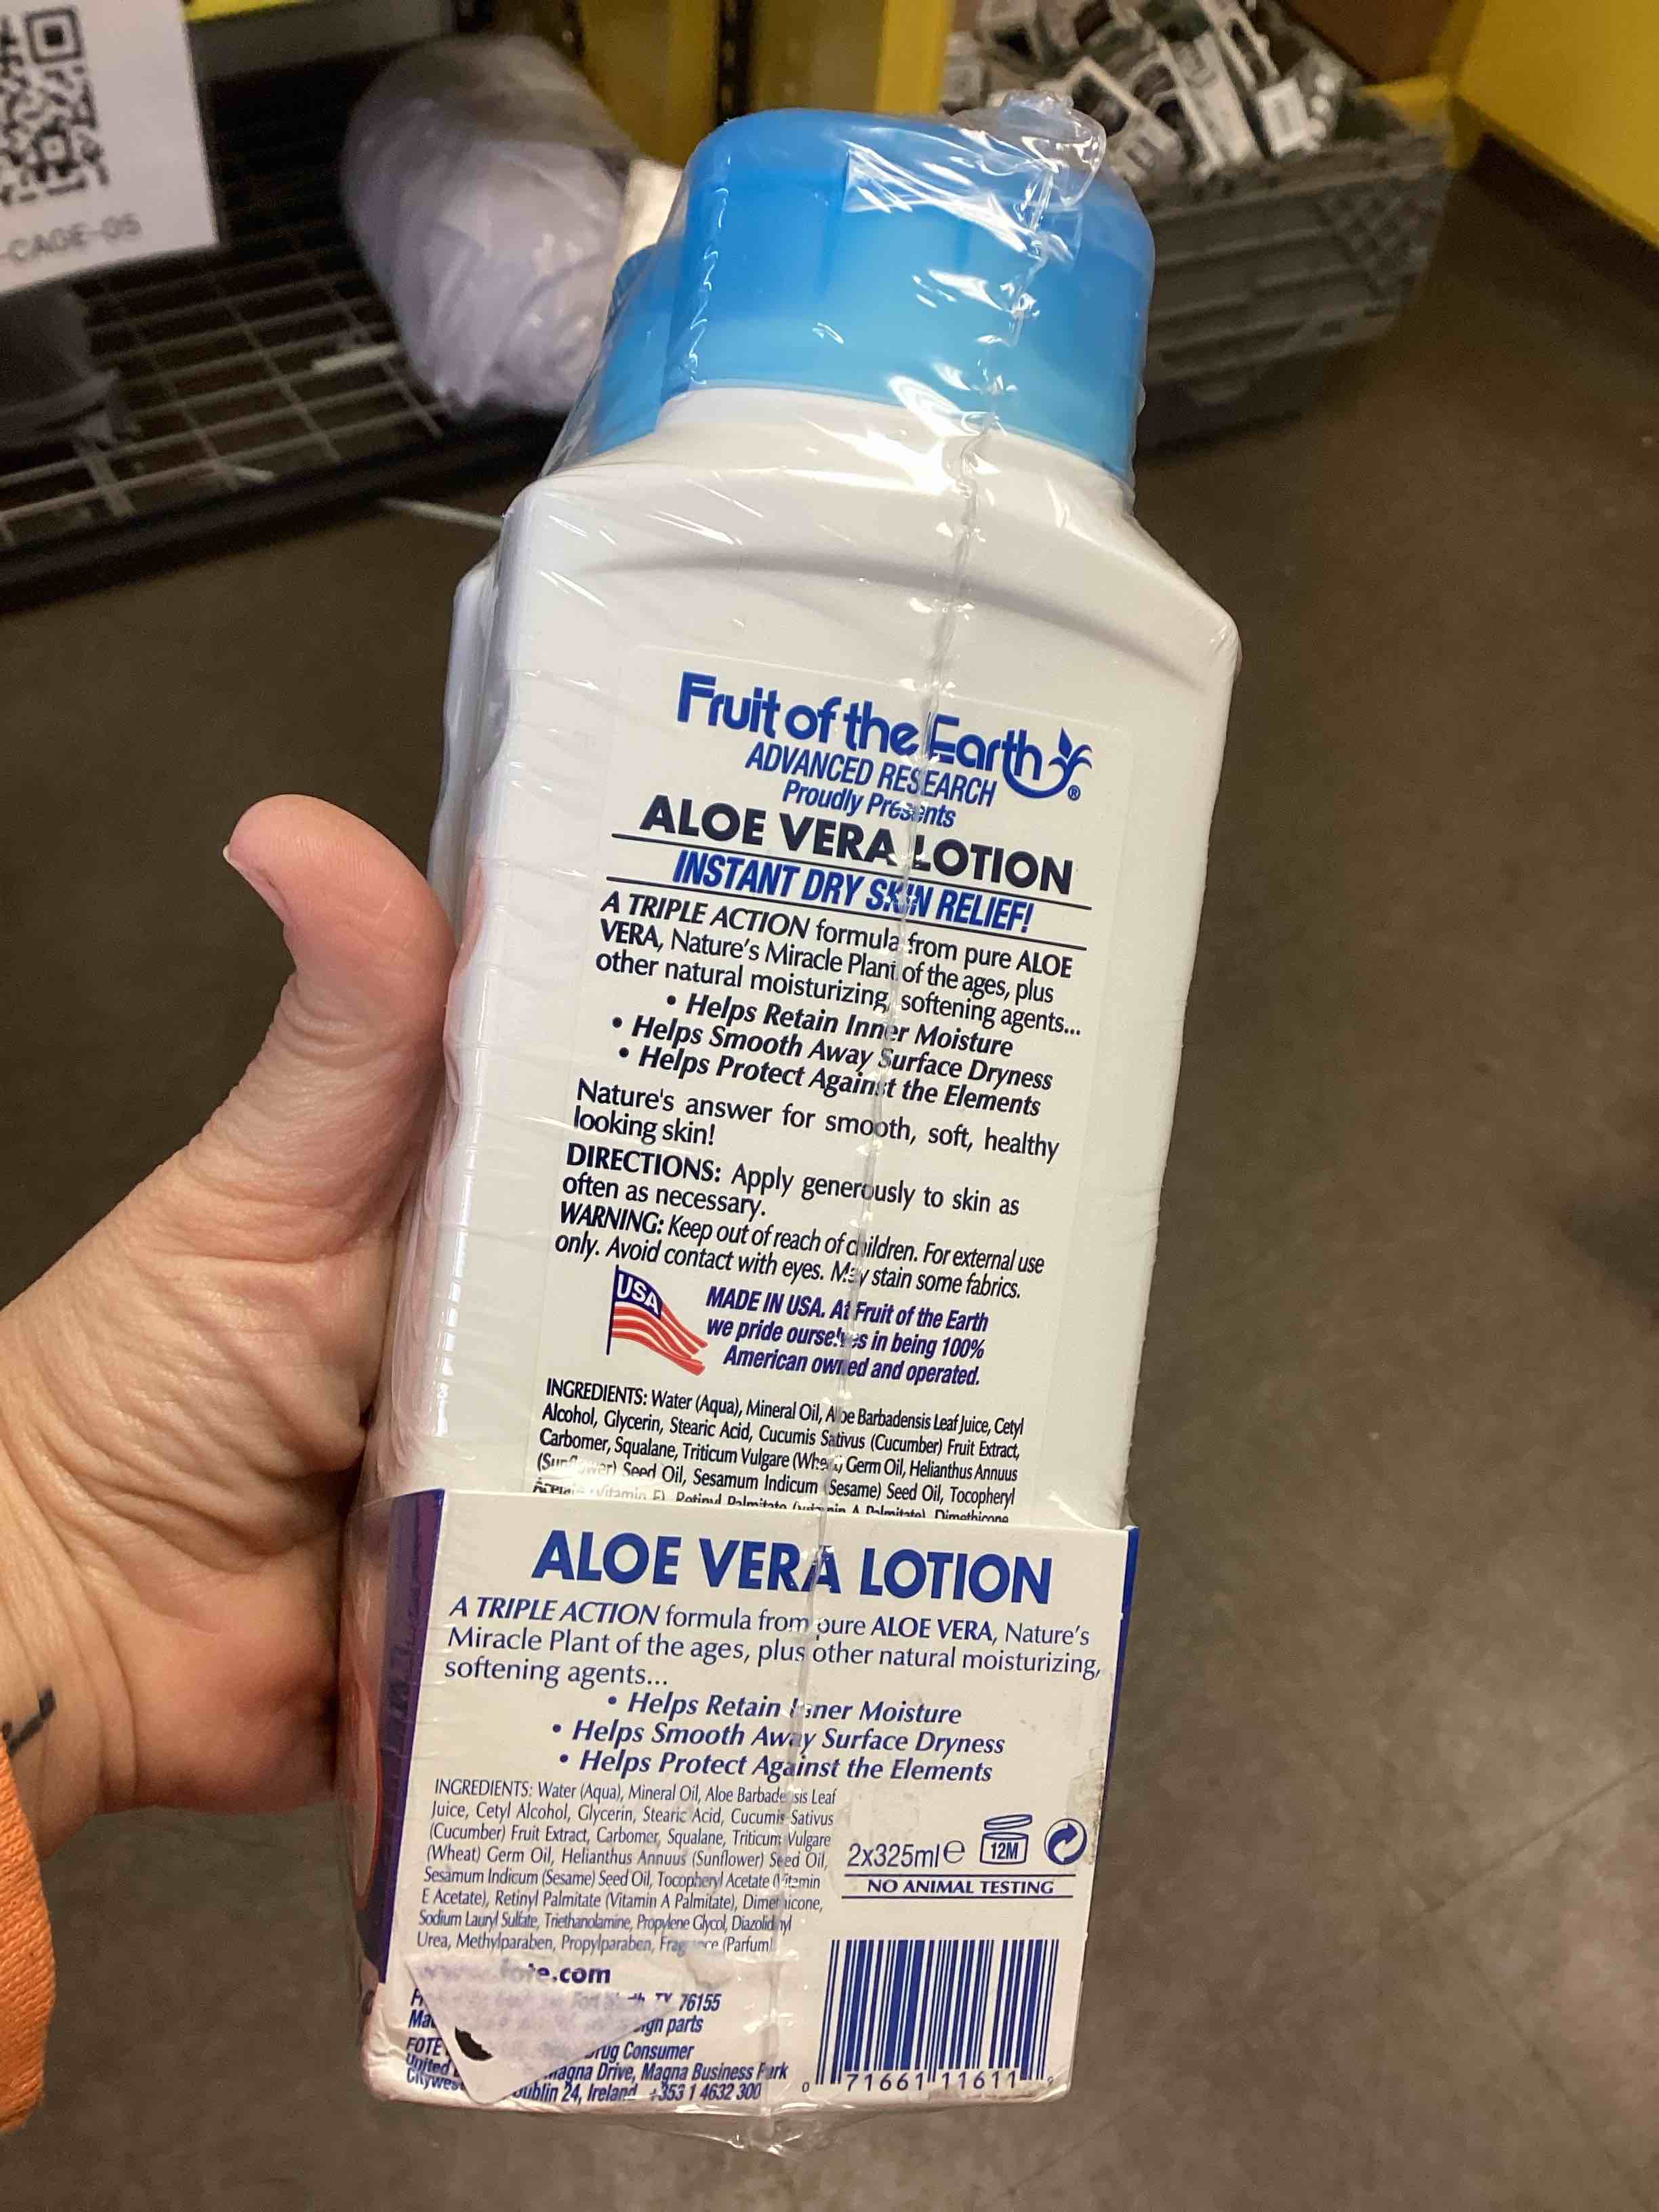 -CAGE-05
Fruit of the Earth ®
ADVANCED RESEARCH
Proudly Presents
ALOE VERA LOTION
INSTANT DRY SKIN RELIEF!
A TRIPLE ACTION formula from pure ALOE
VERA, Nature's Miracle Plant of the ages, plus
other natural moisturizing, softening agents...
• Helps Retain Inner Moisture
• Helps Smooth Away Surface Dryness
• Helps Protect Against the Elements
Nature's answer for smooth, soft, healthy
looking skin!
DIRECTIONS: Apply generously to skin as
often as necessary.
WARNING: Keep out of reach of children. For external use
only. Avoid contact with eyes. May stain some fabrics.
USA
MADE IN USA. At Fruit of the Earth
we pride ourselves in being 100%
American owned and operated.
INGREDIENTS: Water (Aqua), Mineral Oil, Aloe Barbadensis Leaf Juice, Cetyl
Alcohol, Glycerin, Stearic Acid, Cucumis Sativus (Cucumber) Fruit Extract,
Carbomer, Squalane, Triticum Vulgare (Wheat) Germ Oil, Helianthus Annuus
(Sunflower) Seed Oil, Sesamum Indicum (Sesame) Seed Oil, Tocopheryl
Acetate (Vitamin E), Retinyl Palmitate (Vitamin A Palmitate), Dimethicone
ALOE VERA LOTION
A TRIPLE ACTION formula from pure ALOE VERA, Nature's
Miracle Plant of the ages, plus other natural moisturizing,
softening agents...
• Helps Retain Inner Moisture
• Helps Smooth Away Surface Dryness
• Helps Protect Against the Elements
INGREDIENTS: Water (Aqua), Mineral Oil, Aloe Barbadensis Leaf
Juice, Cetyl Alcohol, Glycerin, Stearic Acid, Cucumis Sativus
(Cucumber) Fruit Extract, Carbomer, Squalane, Triticum Vulgare
(Wheat) Germ Oil, Helianthus Annuus (Sunflower) Seed Oil,
Sesamum Indicum (Sesame) Seed Oil, Tocopheryl Acetate (Vitamin
E Acetate), Retinyl Palmitate (Vitamin A Palmitate), Dimethicone,
Sodium Lauryl Sulfate, Triethanolamine, Propylene Glycol, Diazolidinyl
Urea, Methylparaben, Propylparaben, Fragrance (Parfum)
2x325ml e 12M
NO ANIMAL TESTING
fote.com
TX 76155
parts
FOTE
Drug Consumer
United Magna Drive, Magna Business Park
Citywest Dublin 24, Ireland +353 1 4632 300
0 71661 11611